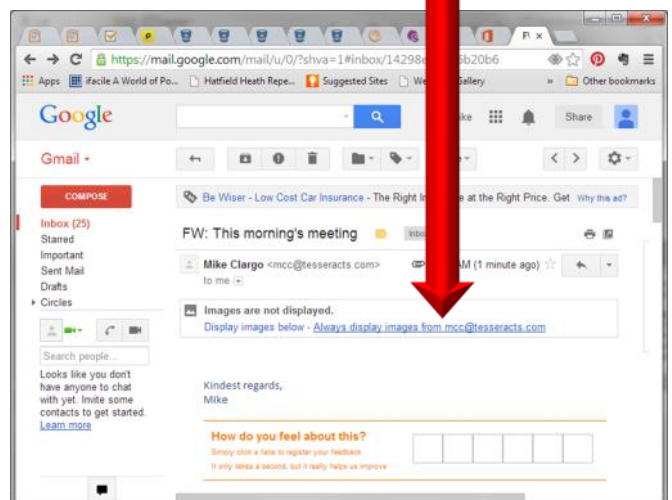 https://mail.google.com/mail/u/0/?shva=1#inbox/14298e
5b20b6
Apps
ifacile A World of Po...
Hatfield Heath Repe...
Suggested Sites
Gallery
» Other bookmarks
Google
Share
Gmail
COMPOSE
Be Wiser - Low Cost Car Insurance - The Right In
e at the Right Price. Get Why this ad?
Inbox (25)
Starred
Important
Sent Mail
Drafts
Circles
FW: This morning's meeting
Mike Clargo <mcc@tesseracts.com>
AM (1 minute ago)
to me
Images are not displayed.
Display images below - Always display images from mcc@tesseracts.com
Search people...
Looks like you don't
have anyone to chat
with yet. Invite some
contacts to get started.
Learn more
Kindest regards,
Mike
How do you feel about this?
Simply click a face to register your feedback
It only takes a second, but it really helps us improve